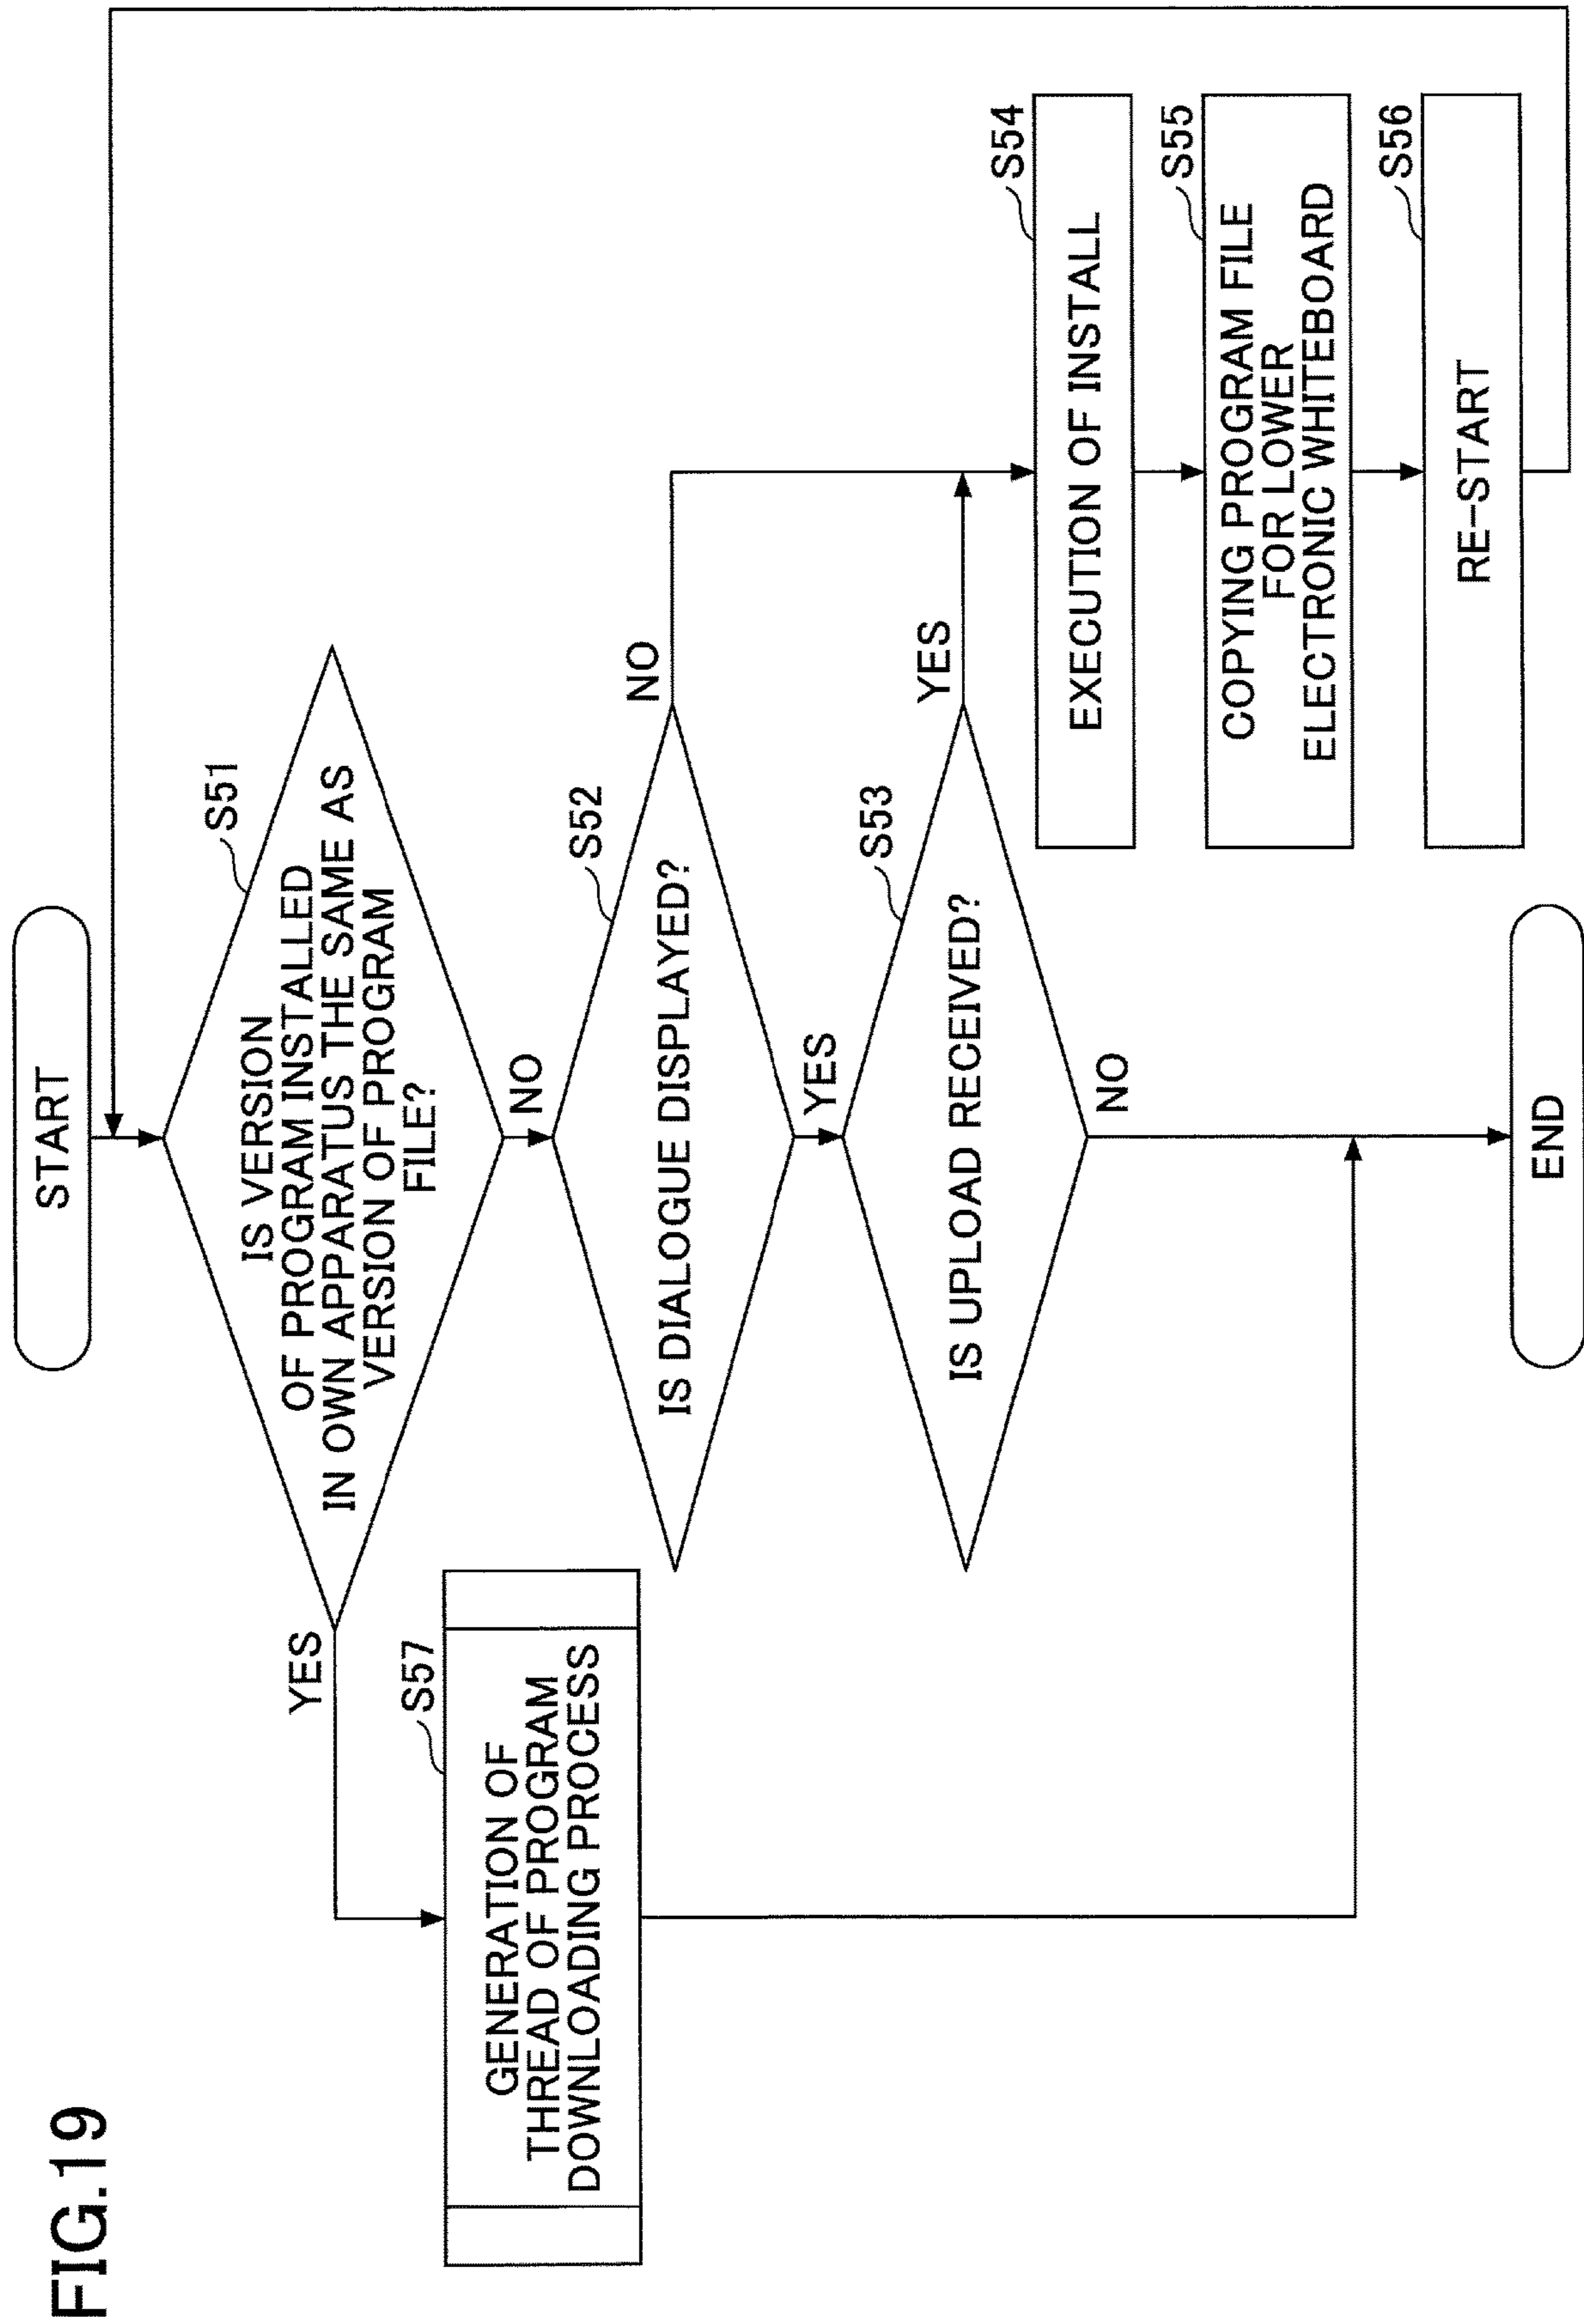 FIG.19
START
S51
IS VERSION
OF PROGRAM INSTALLED
IN OWN APPARATUS THE SAME AS
VERSION OF PROGRAM
FILE?
YES
NO
S57
GENERATION OF
THREAD OF PROGRAM
DOWNLOADING PROCESS
S52
IS DIALOGUE DISPLAYED?
NO
YES
S53
IS UPLOAD RECEIVED?
YES
NO
S54
EXECUTION OF INSTALL
S55
COPYING PROGRAM FILE
FOR LOWER
ELECTRONIC WHITEBOARD
S56
RE-START
END